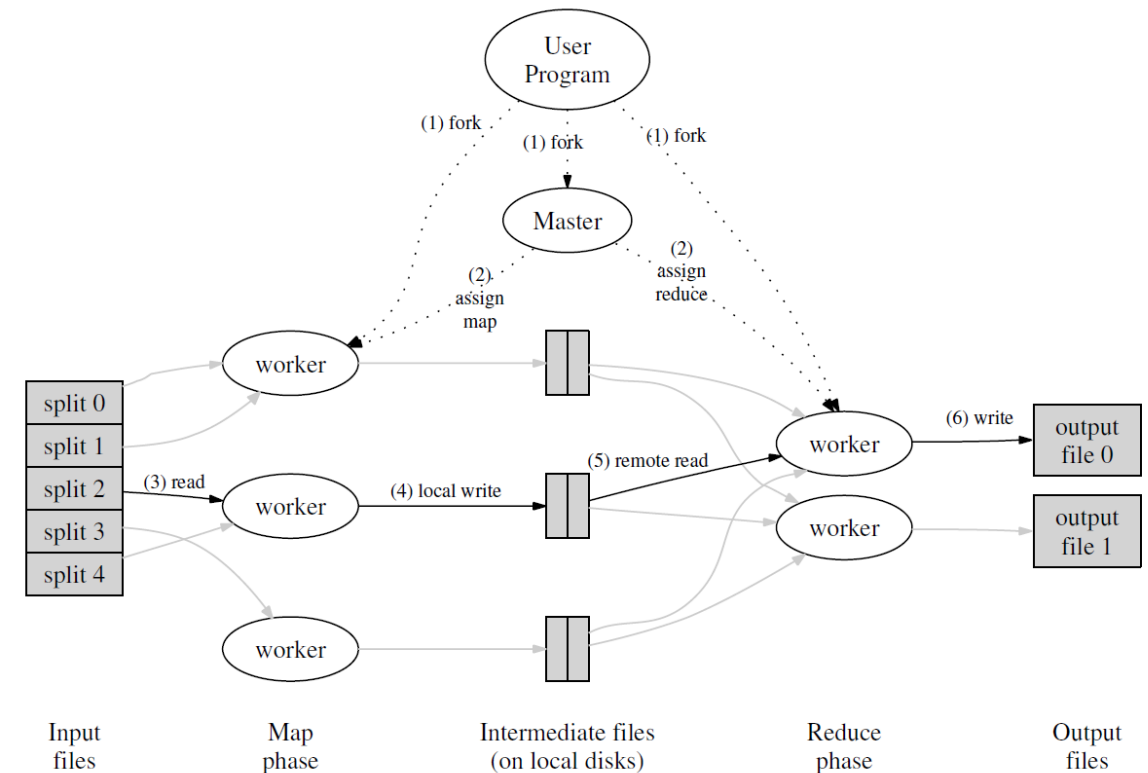 User
Program
(1) fork
(1) fork
(1) fork
Master
(2)
assign
map
(2)
assign
reduce
split 0
split 1
split 2
split 3
split 4
(3) read
worker
worker
worker
(4) local write
(5) remote read
worker
worker
(6) write
output
file 0
output
file 1
Input
files
Map
phase
Intermediate files
(on local disks)
Reduce
phase
Output
files